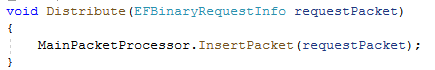 void Distribute(EFBinaryRequestInfo requestPacket)
{
    MainPacketProcessor.InsertPacket(requestPacket);
}